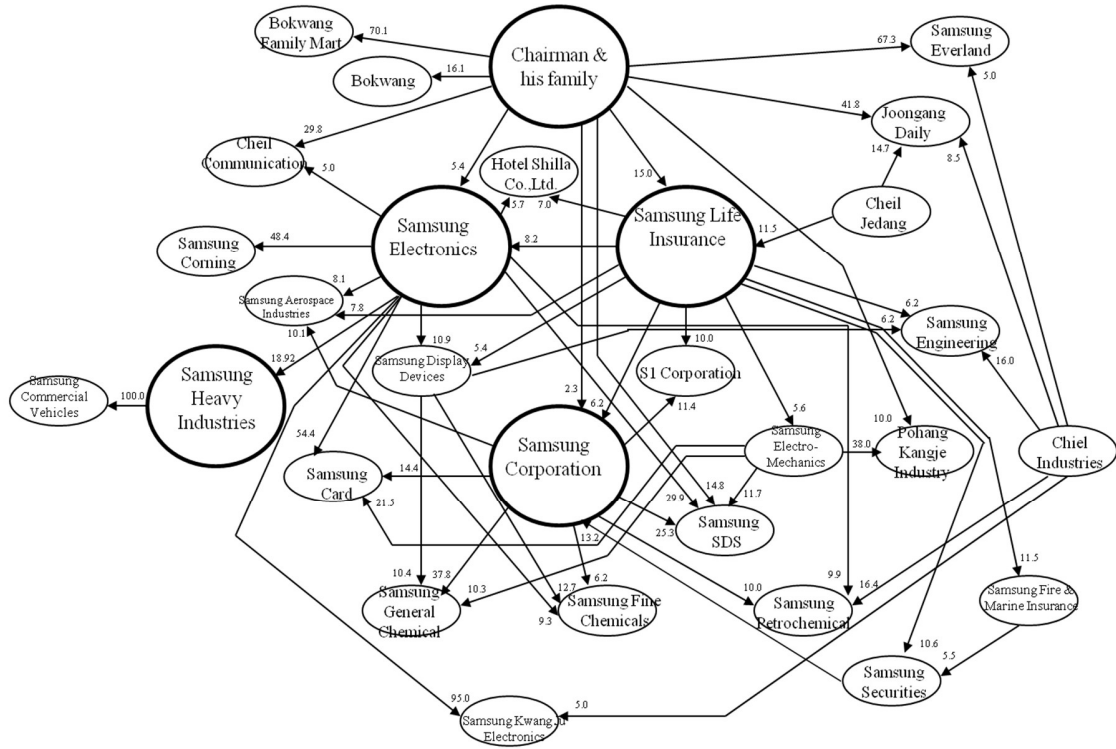 Bokwang
Family Mart
70.1
Chairman &
his family
67.3
Samsung
Everland
Bokwang
16.1
5.0
29.8
41.8
Joongang
Daily
Cheil
Communication
5.0
5.4
Hotel Shilla
Co.,Ltd.
15.0
14.7
8.5
5.7
7.0
Cheil
Jedang
Samsung
Electronics
Samsung Life
Insurance
11.5
Samsung
Corning
48.4
8.2
8.1
Samsung Aerospace
Industries
7.8
6.2
6.2
Samsung
Engineering
10.1
18.92
10.9
5.4
10.0
16.0
Samsung Display
Devices
S1 Corporation
Samsung
Commercial
Vehicles
100.0
Samsung
Heavy
Industries
2.3
6.2
11.4
5.6
10.0
54.4
Samsung
Corporation
Samsung
Electro-
Mechanics
38.0
Pohang
Kangje
Industry
Chiel
Industries
Samsung
Card
14.4
21.5
29.9
14.8
11.7
Samsung
SDS
13.2
25.3
10.4
37.8
10.3
12.7
6.2
10.0
9.9
16.4
11.5
Samsung
General
Chemical
9.3
Samsung Fine
Chemicals
Samsung
Petrochemical
Samsung Fire &
Marine Insurance
10.6
5.5
Samsung
Securities
95.0
Samsung Kwang Ju
Electronics
5.0